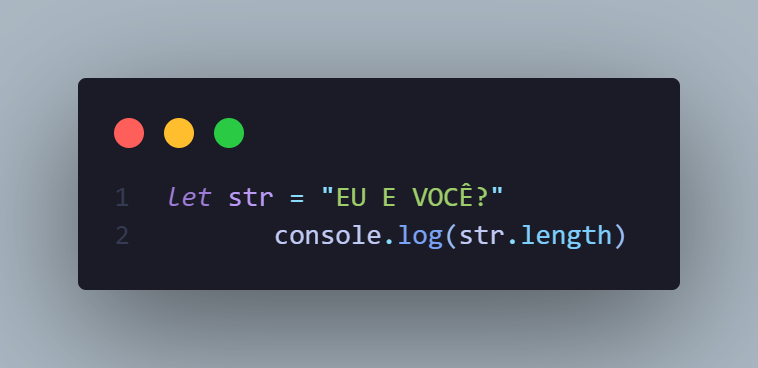 1 let str = "EU E VOCÊ?"
2 console.log(str.length)